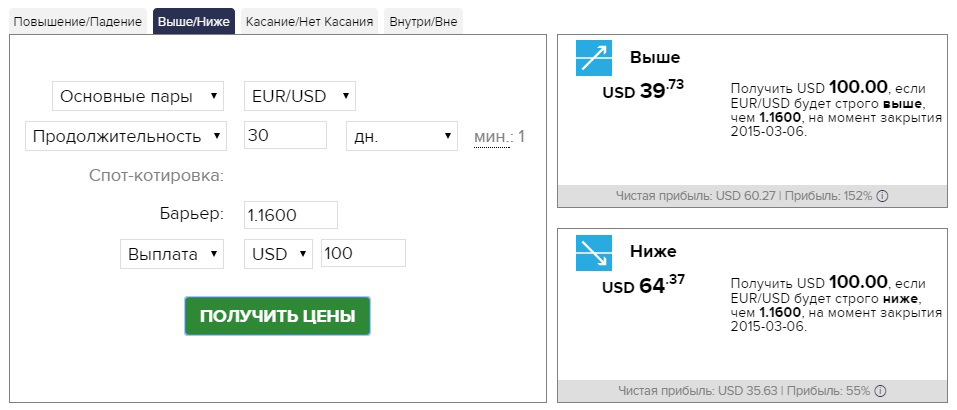 Повышение/Падение Выше/Ниже Касание/Нет Касания Внутри/Вне
Основные пары EUR/USD
Продолжительность 30 дн. мин.: 1
Спот-котировка:
Барьер: 1.1600
Выплата USD 100
ПОЛУЧИТЬ ЦЕНЫ
Выше
USD 39.73
Получить USD 100.00, если
EUR/USD будет строго выше,
чем 1.1600, на момент закрытия
2015-03-06.
Чистая прибыль: USD 60.27 | Прибыль: 152%
Ниже
USD 64.37
Получить USD 100.00, если
EUR/USD будет строго ниже,
чем 1.1600, на момент закрытия
2015-03-06.
Чистая прибыль: USD 35.63 | Прибыль: 55%